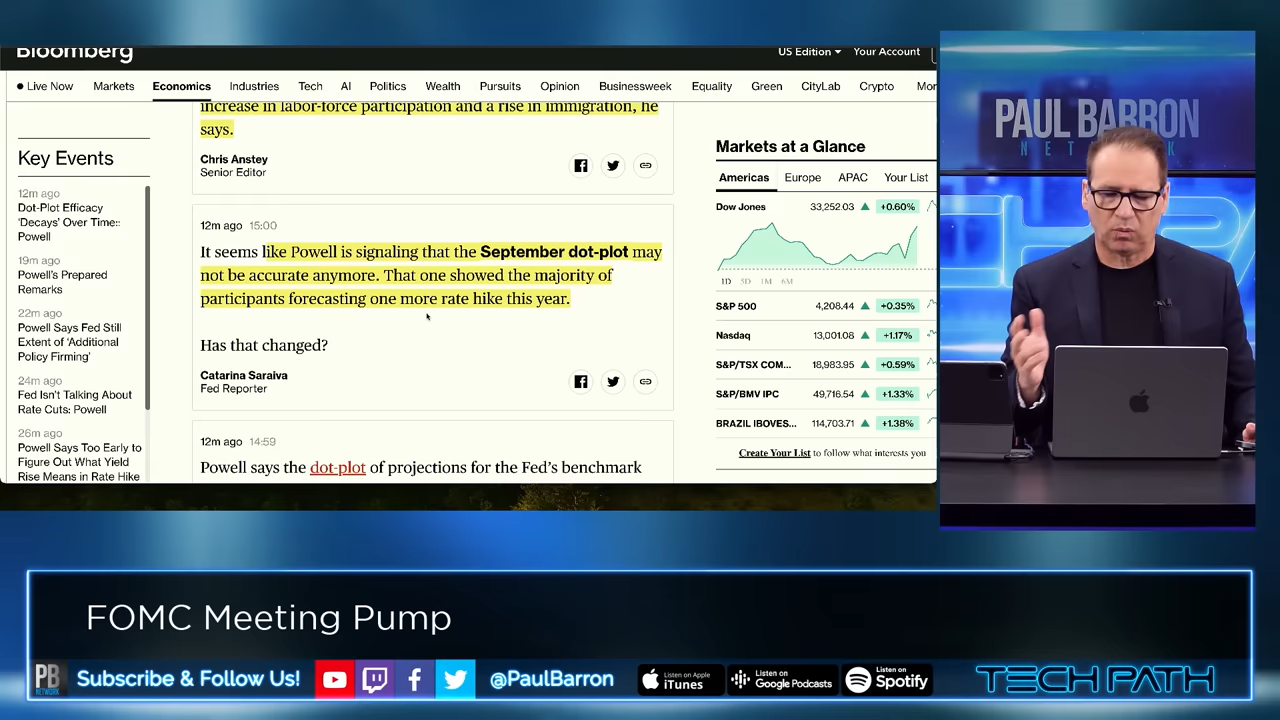 Bloomberg
US Edition
Your Account
Live Now Markets Economics Industries Tech AI Politics Wealth Pursuits Opinion Businessweek Equality Green CityLab Crypto Mor
Key Events
12m ago
Dot-Plot Efficacy
'Decays' Over Time::
Powell
19m ago
Powell's Prepared
Remarks
22m ago
Powell Says Fed Still
Extent of 'Additional
Policy Firming'
24m ago
Fed Isn't Talking About
Rate Cuts: Powell
26m ago
Powell Says Too Early to
Figure Out What Yield
Rise Means in Rate Hike
increase in labor-force participation and a rise in immigration, he
says.
Chris Anstey
Senior Editor
12m ago 15:00
It seems like Powell is signaling that the September dot-plot may
not be accurate anymore. That one showed the majority of
participants forecasting one more rate hike this year.
Has that changed?
Catarina Saraiva
Fed Reporter
12m ago 14:59
Powell says the dot-plot of projections for the Fed's benchmark
Markets at a Glance
Americas Europe APAC Your List
Dow Jones 33,252.03 +0.60%
1D 5D 1M 6M
S&P 500 4,208.44 +0.35%
Nasdaq 13,001.08 +1.17%
S&P/TSX COM... 18,983.95 +0.59%
S&P/BMV IPC 49,716.54 +1.33%
BRAZIL IBOVES... 114,703.71 +1.38%
Create Your List to follow what interests you
PAUL BARRON
NETWORK
FOMC Meeting Pump
PB
NETWORK
Subscribe & Follow Us!
@PaulBarron
Listen on Apple
iTunes
Listen on
Google Podcasts
Listen on
Spotify
TECH PATH